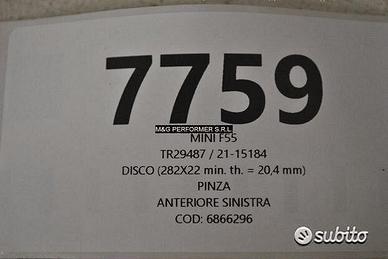 7759
M&G PERFORMER S.R.L
MINI F55
TR29487 / 21-15184
DISCO (282X22 min. th. = 20,4 mm)
PINZA
ANTERIORE SINISTRA
COD: 6866296
subito